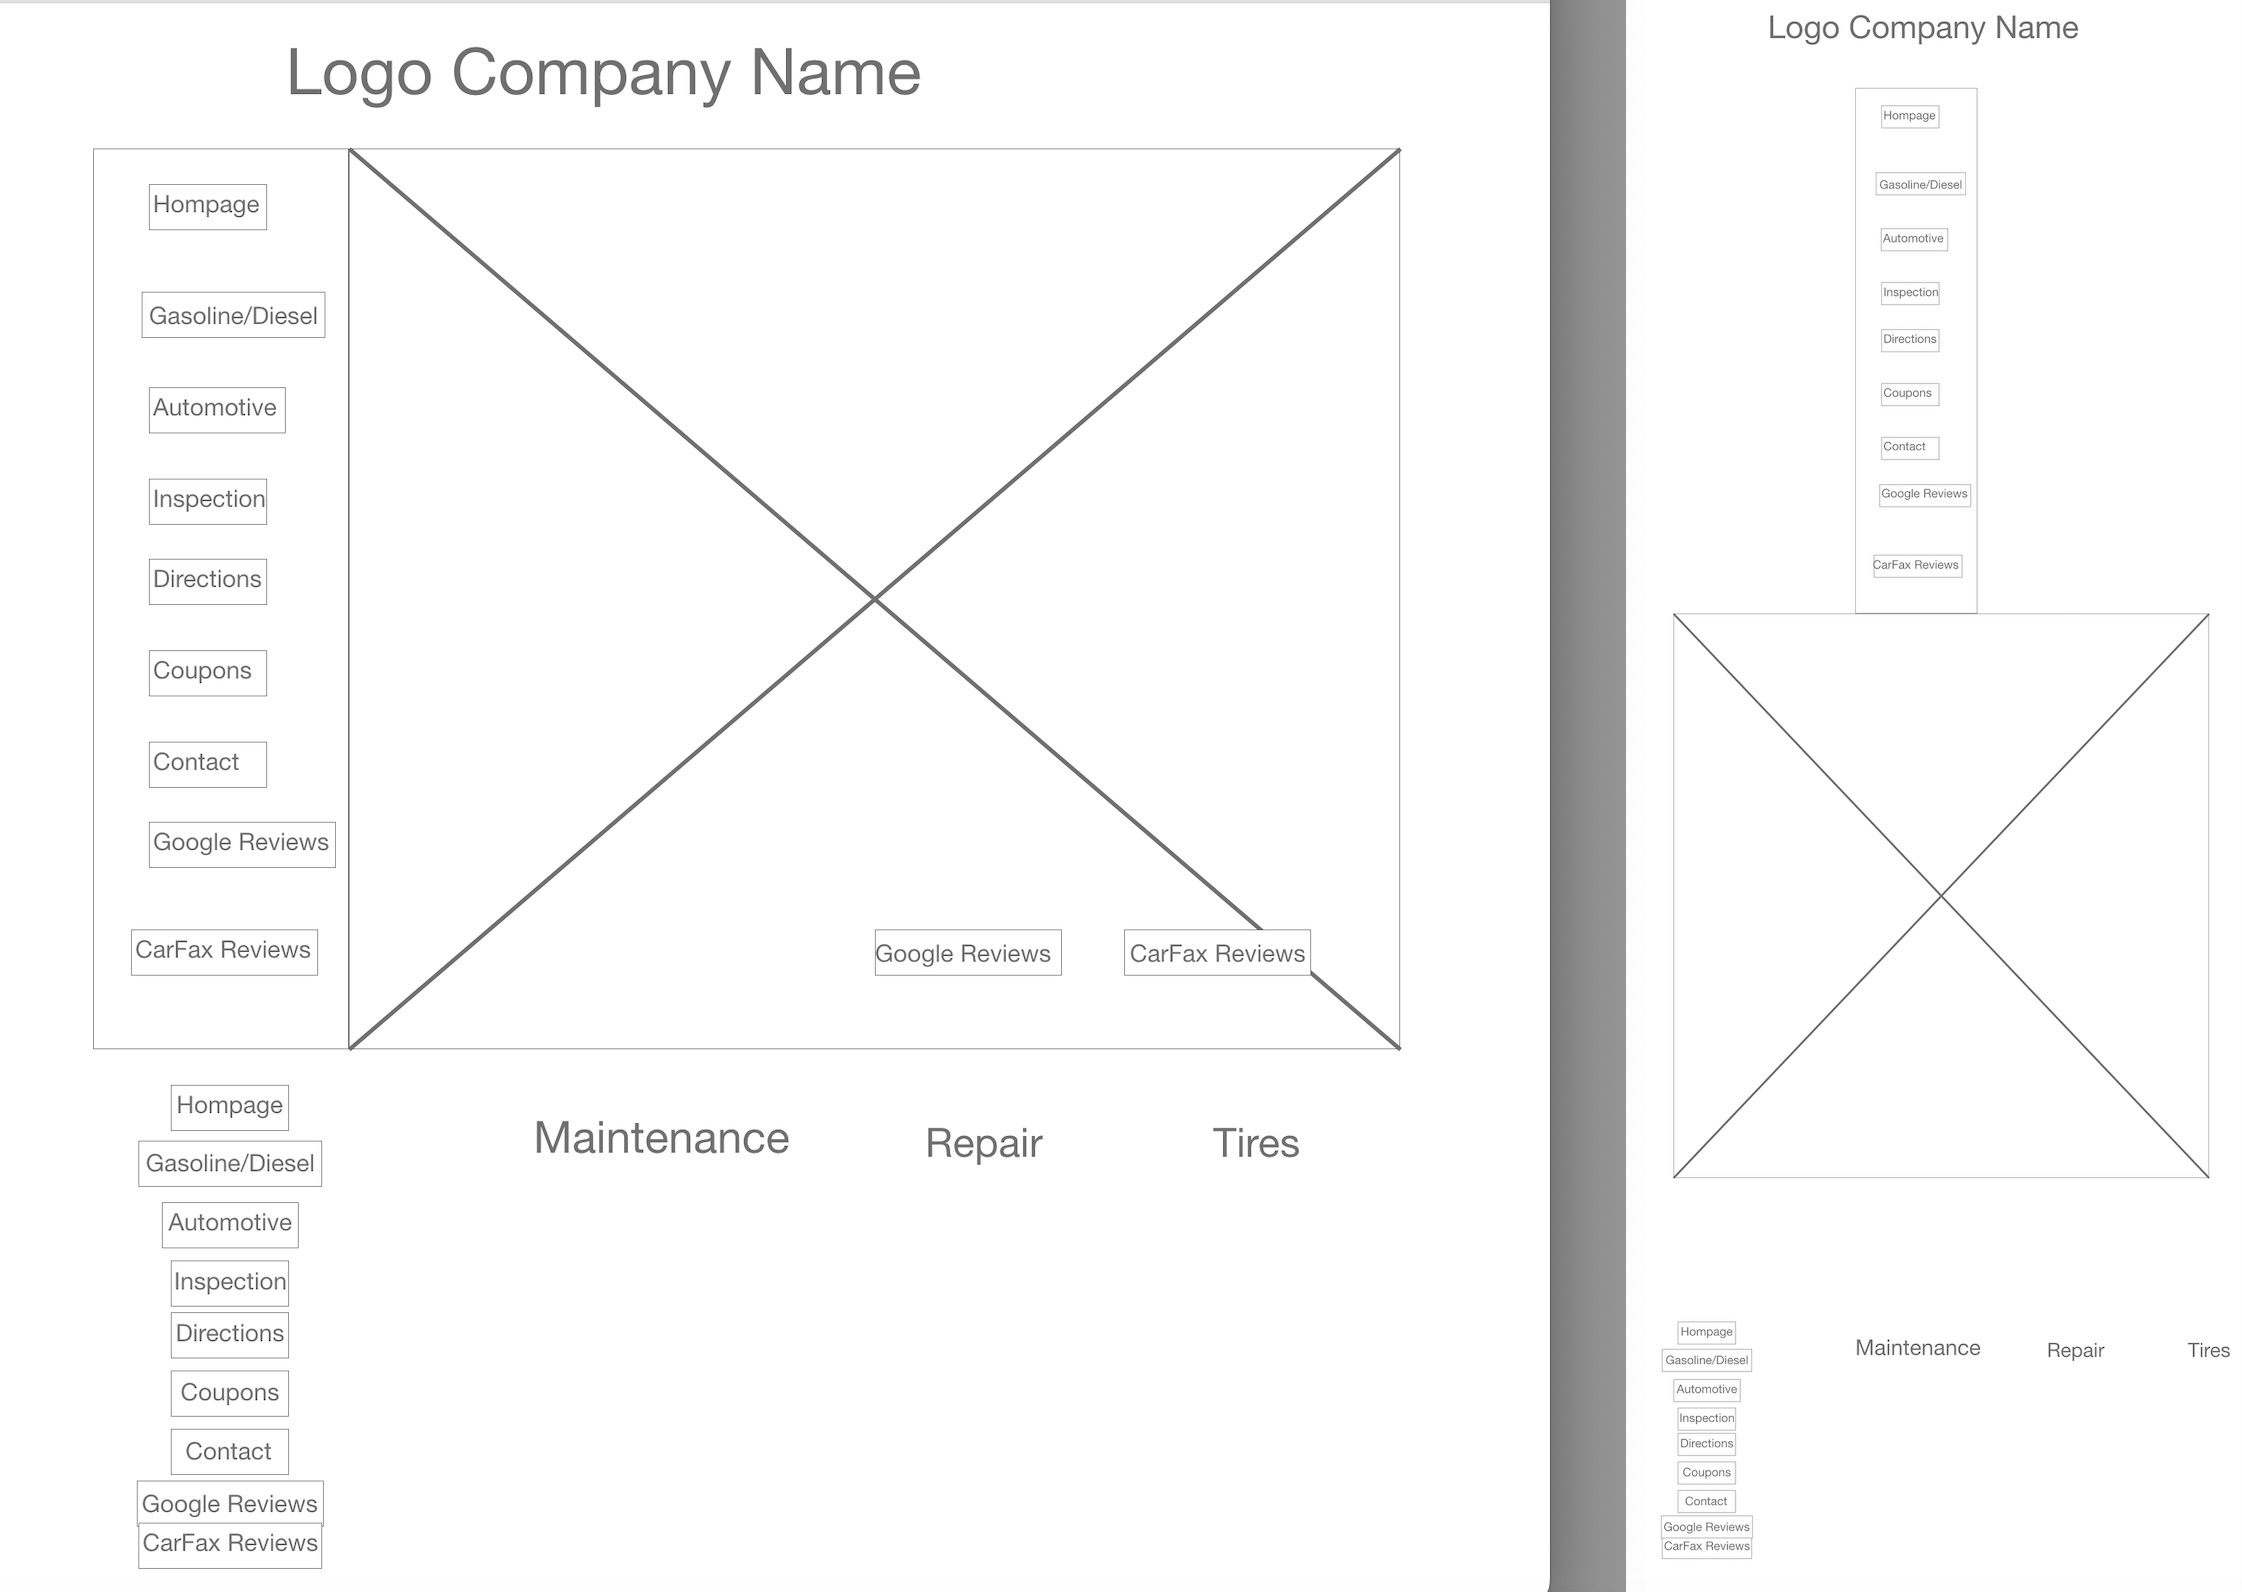 Logo Company Name
Hompage
Gasoline/Diesel
Automotive
Inspection
Directions
Coupons
Contact
Google Reviews
CarFax Reviews
Google Reviews CarFax Reviews
Hompage
Gasoline/Diesel
Automotive
Inspection
Directions
Coupons
Contact
Google Reviews
CarFax Reviews
Maintenance Repair Tires
Logo Company Name
Hompage
Gasoline/Diesel
Automotive
Inspection
Directions
Coupons
Contact
Google Reviews
CarFax Reviews
Hompage
Gasoline/Diesel
Automotive
Inspection
Directions
Coupons
Contact
Google Reviews
CarFax Reviews
Maintenance Repair Tires